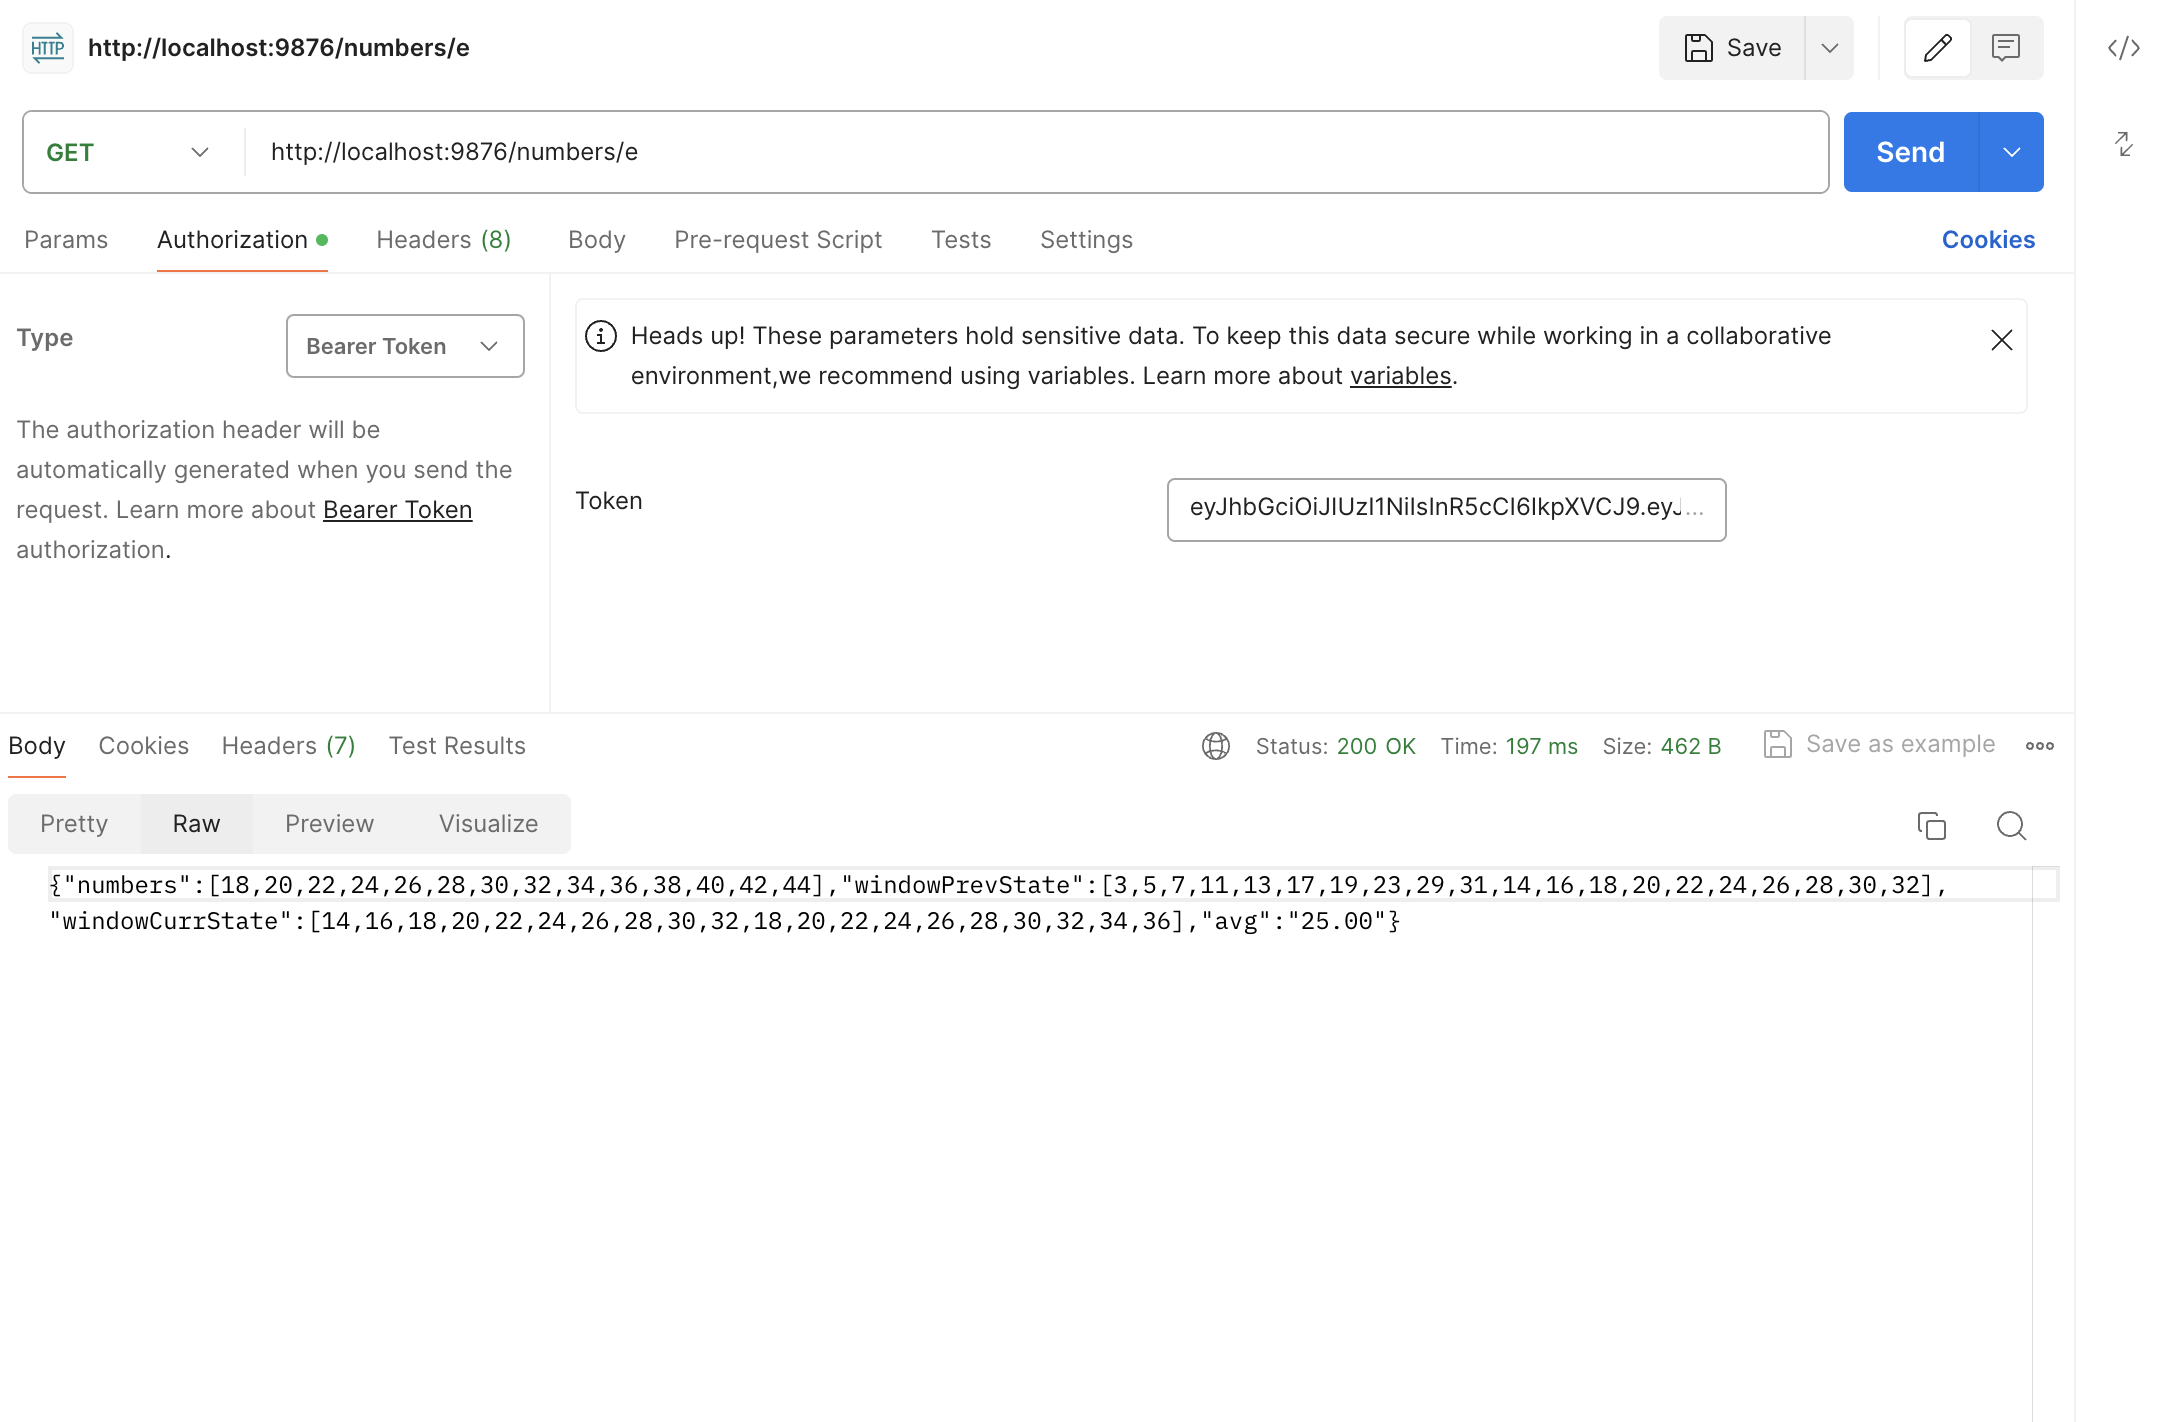 HTTP http://localhost:9876/numbers/e Save
GET http://localhost:9876/numbers/e Send
Params Authorization Headers (8) Body Pre-request Script Tests Settings Cookies
Type Bearer Token
The authorization header will be
automatically generated when you send the
request. Learn more about Bearer Token
authorization.
Heads up! These parameters hold sensitive data. To keep this data secure while working in a collaborative
environment,we recommend using variables. Learn more about variables.
Token eyJhbGciOiJIUzI1NiIsInR5cCI6IkpXVCJ9.eyJ...
Body Cookies Headers (7) Test Results Status: 200 OK Time: 197 ms Size: 462 B Save as example
Pretty Raw Preview Visualize
{"numbers":[18,20,22,24,26,28,30,32,34,36,38,40,42,44],"windowPrevState":[3,5,7,11,13,17,19,23,29,31,14,16,18,20,22,24,26,28,30,32],
"windowCurrState":[14,16,18,20,22,24,26,28,30,32,18,20,22,24,26,28,30,32,34,36],"avg":"25.00"}